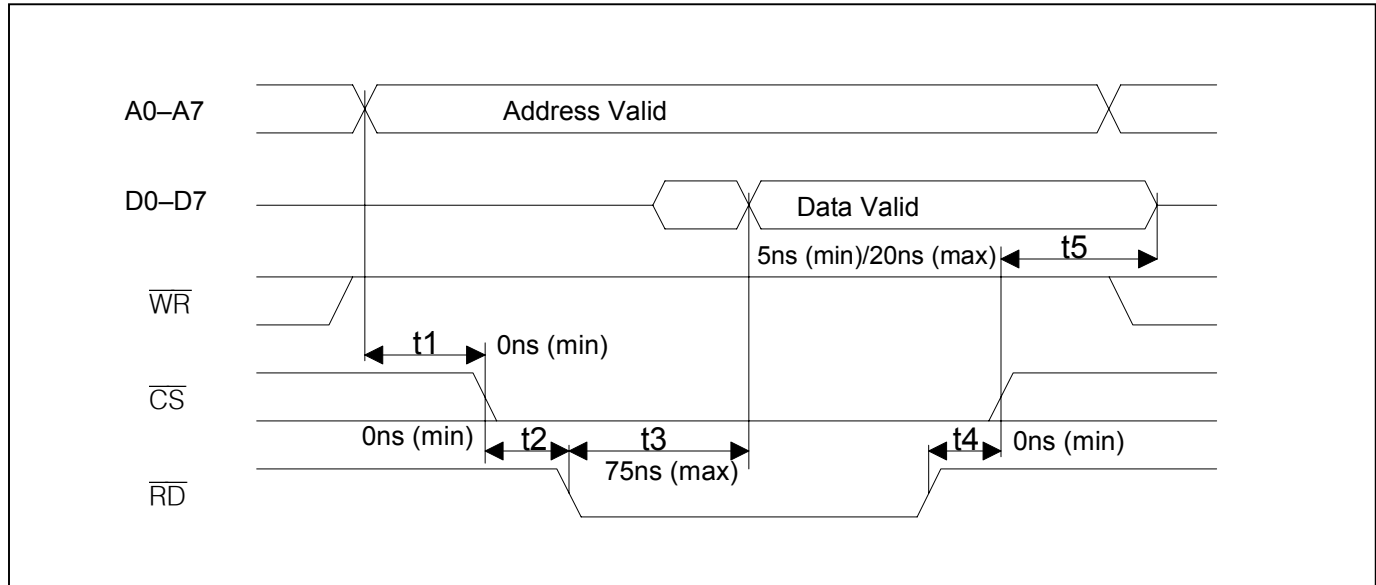 A0–A7
Address Valid
D0–D7
Data Valid
5ns (min)/20ns (max)
t5
WR
t1
0ns (min)
CS
0ns (min)
t2
t3
t4
0ns (min)
75ns (max)
RD